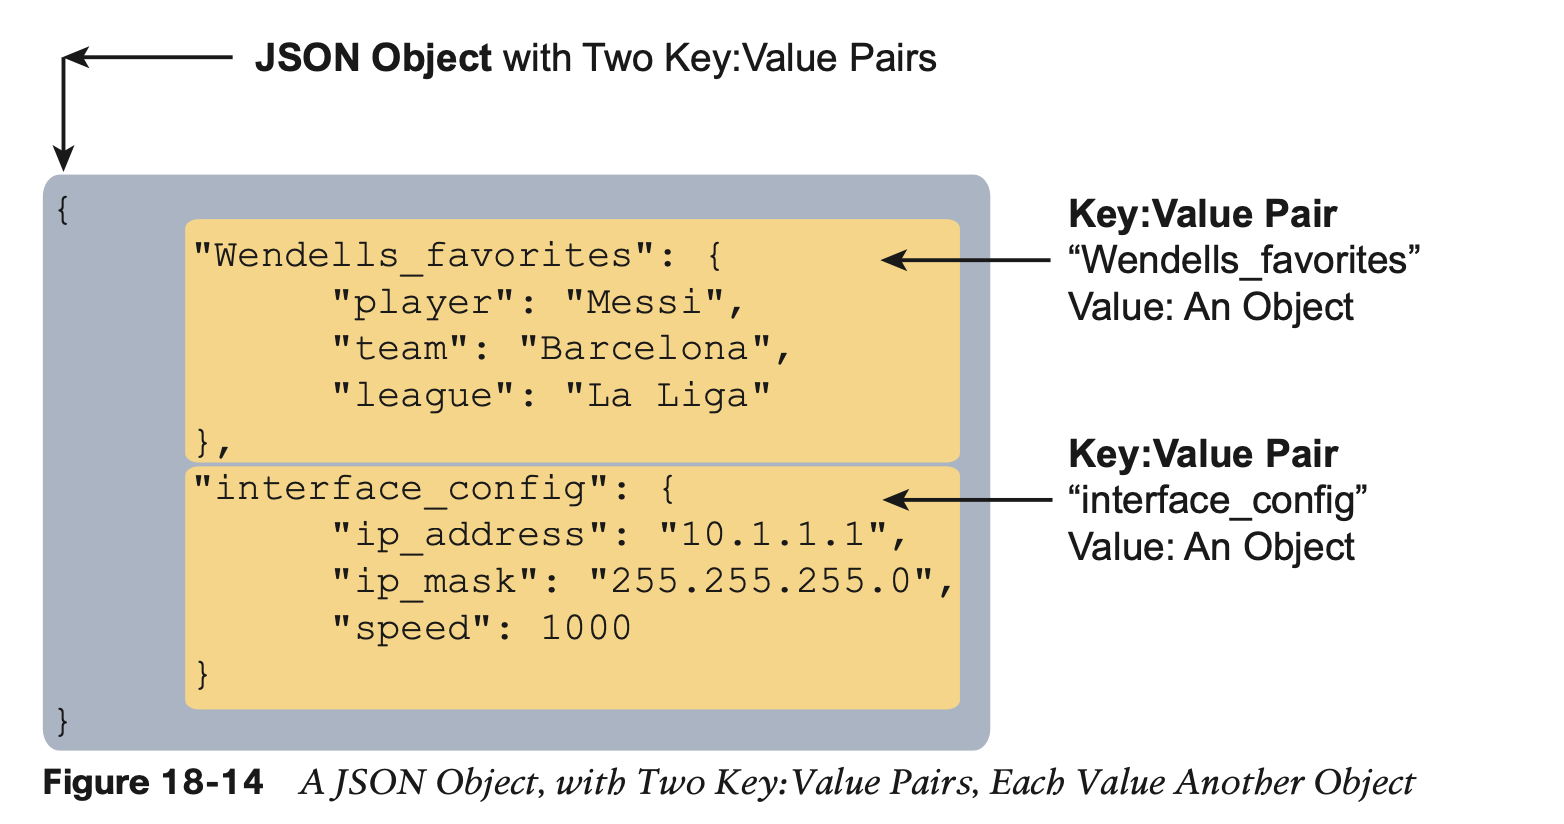 JSON Object with Two Key:Value Pairs
{
"Wendells_favorites": {
"player": "Messi",
"team": "Barcelona",
"league": "La Liga"
},
"interface_config": {
"ip_address": "10.1.1.1",
"ip_mask": "255.255.255.0",
"speed": 1000
}
}
Key:Value Pair
“Wendells_favorites”
Value: An Object
Key:Value Pair
“interface_config”
Value: An Object
Figure 18-14 A JSON Object, with Two Key:Value Pairs, Each Value Another Object